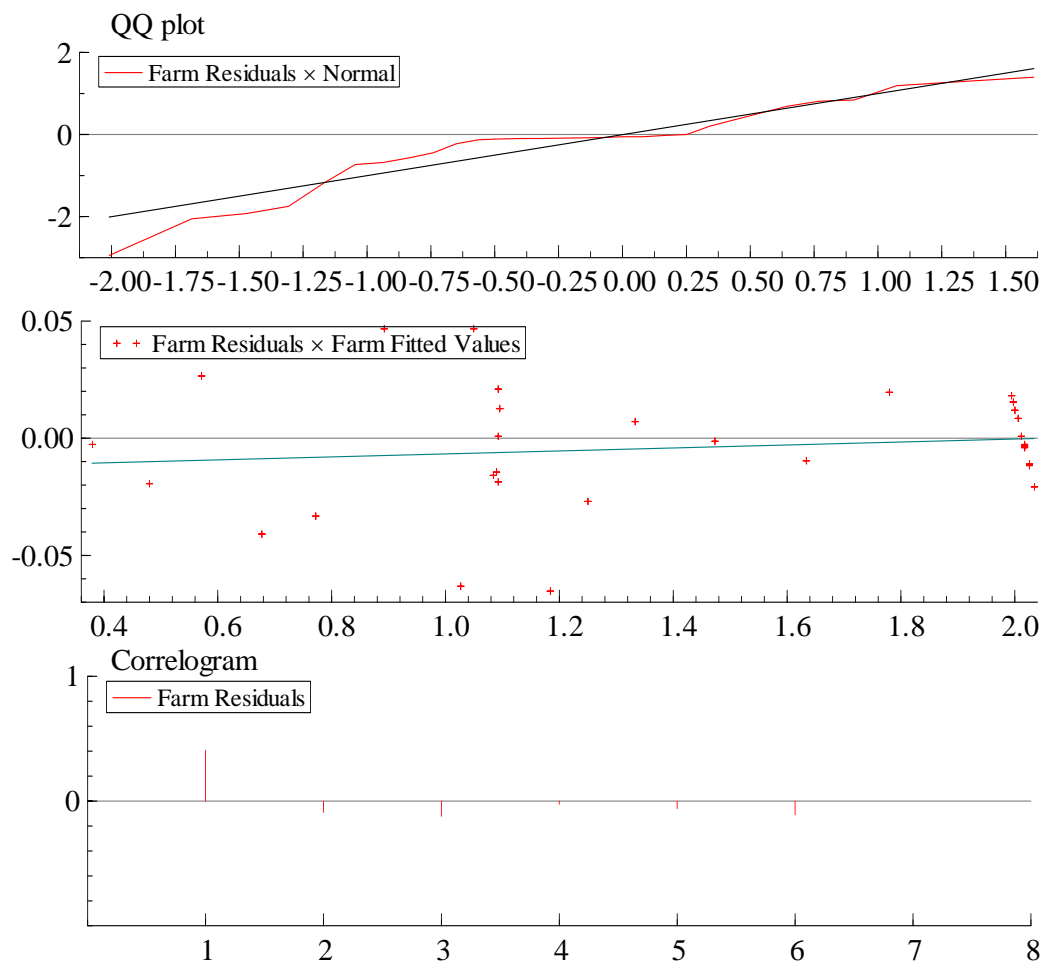 QQ plot
2
Farm Residuals × Normal
0
-2
-2.00 -1.75 -1.50 -1.25 -1.00 -0.75 -0.50 -0.25 0.00 0.25 0.50 0.75 1.00 1.25 1.50
0.05
Farm Residuals × Farm Fitted Values
0.00
-0.05
0.4 0.6 0.8 1.0 1.2 1.4 1.6 1.8 2.0
Correlogram
1
Farm Residuals
0
1 2 3 4 5 6 7 8